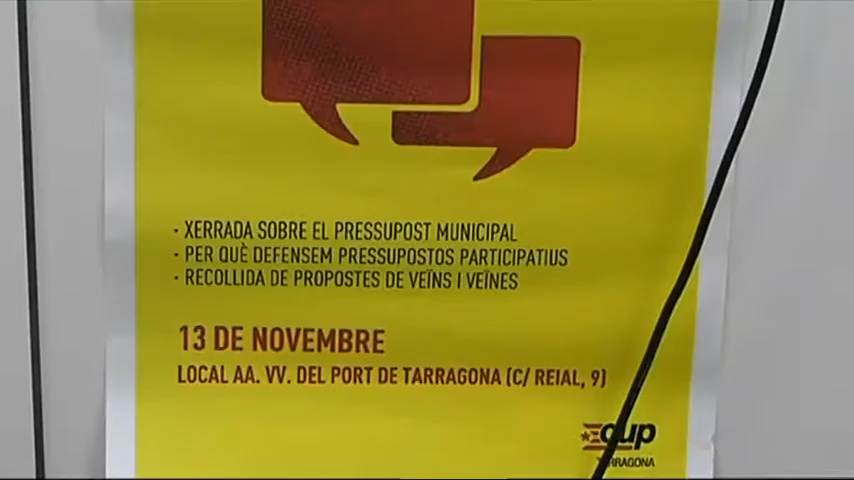 · XERRADA SOBRE EL PRESSUPOST MUNICIPAL
· PER QUÈ DEFENSEM PRESSUPOSTOS PARTICIPATIUS
· RECOLLIDA DE PROPOSTES DE VEÏNS I VEÏNES
13 DE NOVEMBRE
LOCAL AA. VV. DEL PORT DE TARRAGONA (C/ REIAL, 9)
cup
TARRAGONA